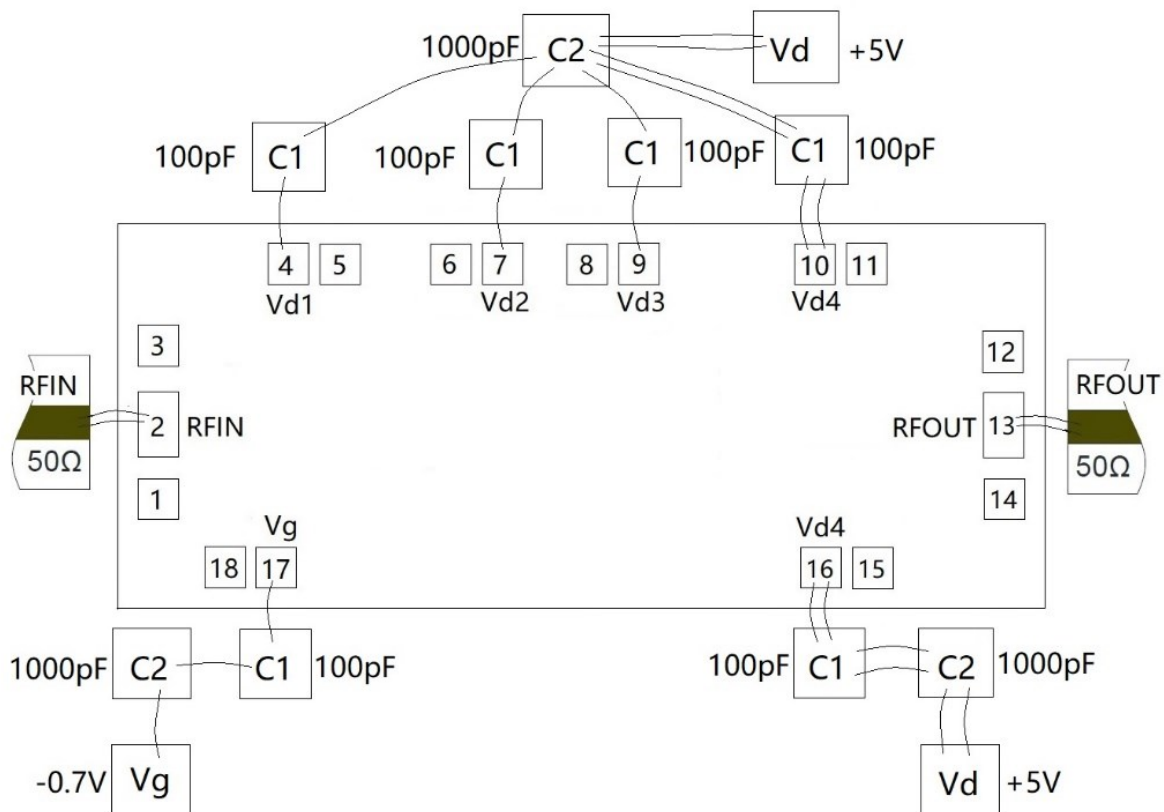 1000pF C2 Vd +5V
100pF C1 100pF C1 C1 100pF C1 100pF
4 5 6 7 8 9 10 11
Vd1 Vd2 Vd3 Vd4
3 12
RFIN RFOUT
2 RFIN RFOUT 13
50Ω 50Ω
1 14
Vg Vd4
18 17 16 15
1000pF C2 C1 100pF 100pF C1 C2 1000pF
-0.7V Vg Vd +5V